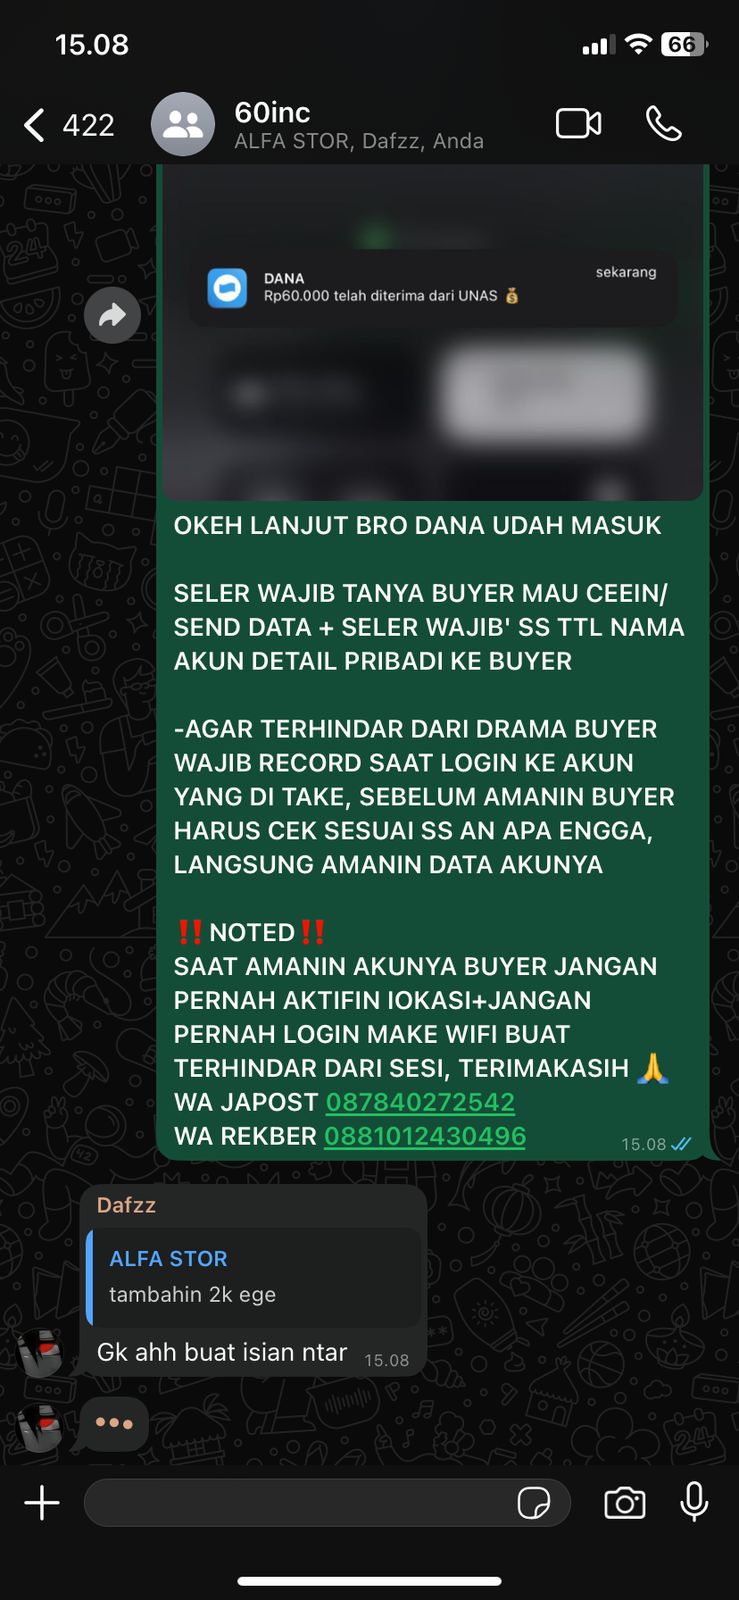 15.08
66
422
60inc
ALFA STOR, Dafzz, Anda
DANA
sekarang
Rp60.000 telah diterima dari UNAS 💰
OKEH LANJUT BRO DANA UDAH MASUK
SELER WAJIB TANYA BUYER MAU CEEIN/
SEND DATA + SELER WAJIB' SS TTL NAMA
AKUN DETAIL PRIBADI KE BUYER
-AGAR TERHINDAR DARI DRAMA BUYER
WAJIB RECORD SAAT LOGIN KE AKUN
YANG DI TAKE, SEBELUM AMANIN BUYER
HARUS CEK SESUAI SS AN APA ENGGA,
LANGSUNG AMANIN DATA AKUNYA
‼️NOTED‼️
SAAT AMANIN AKUNYA BUYER JANGAN
PERNAH AKTIFIN lOKASI+JANGAN
PERNAH LOGIN MAKE WIFI BUAT
TERHINDAR DARI SESI, TERIMAKASIH 🙏
WA JAPOST 087840272542
WA REKBER 0881012430496
15.08
Dafzz
ALFA STOR
tambahin 2k ege
Gk ahh buat isian ntar
15.08